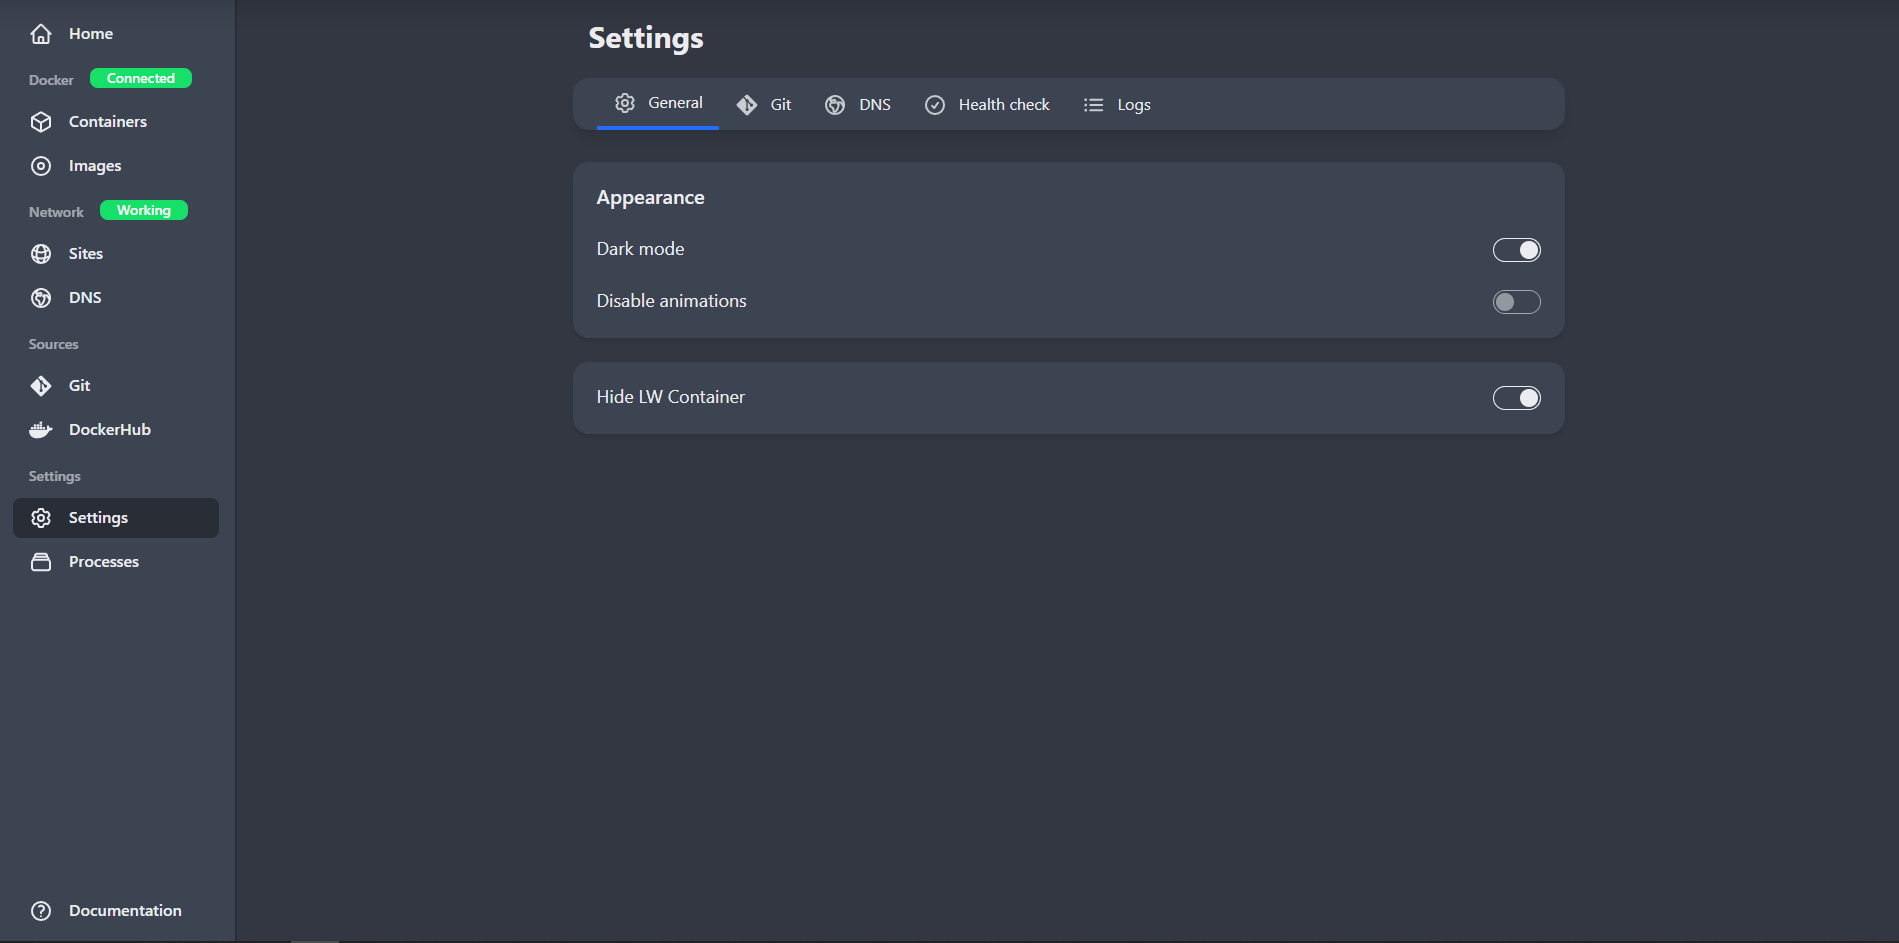 Home
Docker Connected
Containers
Images
Network Working
Sites
DNS
Sources
Git
DockerHub
Settings
Settings
Processes
Documentation
Settings
General Git DNS Health check Logs
Appearance
Dark mode
Disable animations
Hide LW Container